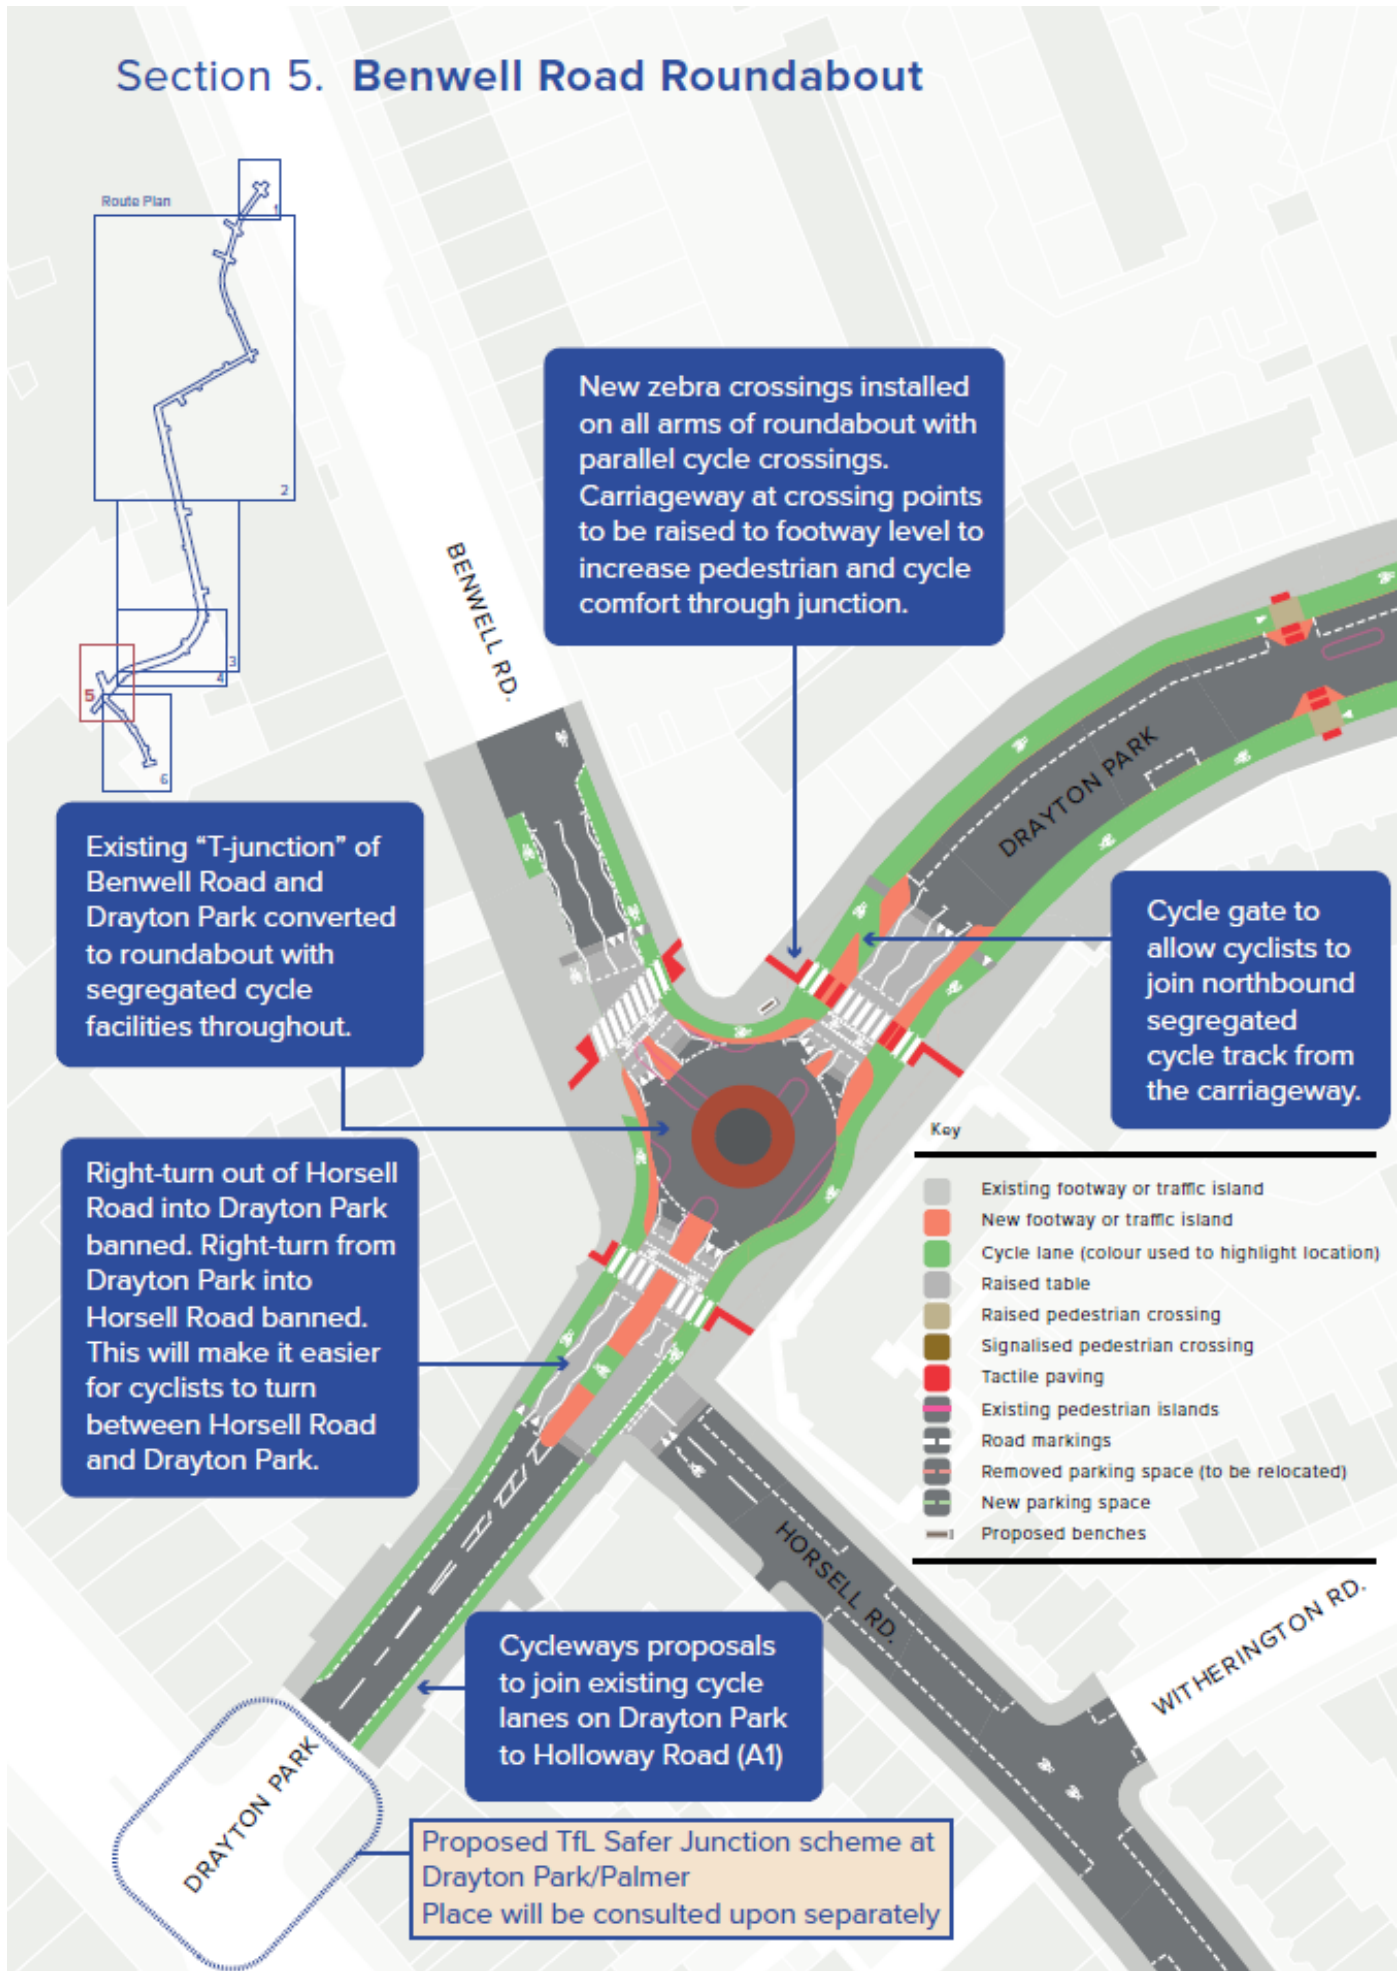 Section 5. Benwell Road Roundabout
Route Plan
1
2
3
4
5
6
BENWELL RD.
New zebra crossings installed
on all arms of roundabout with
parallel cycle crossings.
Carriageway at crossing points
to be raised to footway level to
increase pedestrian and cycle
comfort through junction.
DRAYTON PARK
Existing “T-junction” of
Benwell Road and
Drayton Park converted
to roundabout with
segregated cycle
facilities throughout.
Cycle gate to
allow cyclists to
join northbound
segregated
cycle track from
the carriageway.
Right-turn out of Horsell
Road into Drayton Park
banned. Right-turn from
Drayton Park into
Horsell Road banned.
This will make it easier
for cyclists to turn
between Horsell Road
and Drayton Park.
Key
Existing footway or traffic island
New footway or traffic island
Cycle lane (colour used to highlight location)
Raised table
Raised pedestrian crossing
Signalised pedestrian crossing
Tactile paving
Existing pedestrian islands
Road markings
Removed parking space (to be relocated)
New parking space
Proposed benches
HORSELL RD.
WITHERINGTON RD.
Cycleways proposals
to join existing cycle
lanes on Drayton Park
to Holloway Road (A1)
DRAYTON PARK
Proposed TfL Safer Junction scheme at
Drayton Park/Palmer
Place will be consulted upon separately